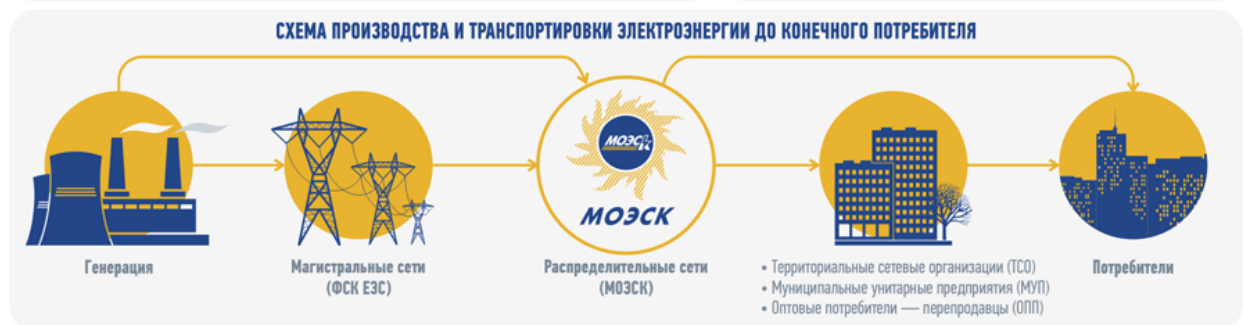 СХЕМА ПРОИЗВОДСТВА И ТРАНСПОРТИРОВКИ ЭЛЕКТРОЭНЕРГИИ ДО КОНЕЧНОГО ПОТРЕБИТЕЛЯ
МОЭСК
МОЭСК
Генерация
Магистральные сети
(ФСК ЕЭС)
Распределительные сети
(МОЭСК)
• Территориальные сетевые организации (ТСО)
• Муниципальные унитарные предприятия (МУП)
• Оптовые потребители — перепродавцы (ОПП)
Потребители